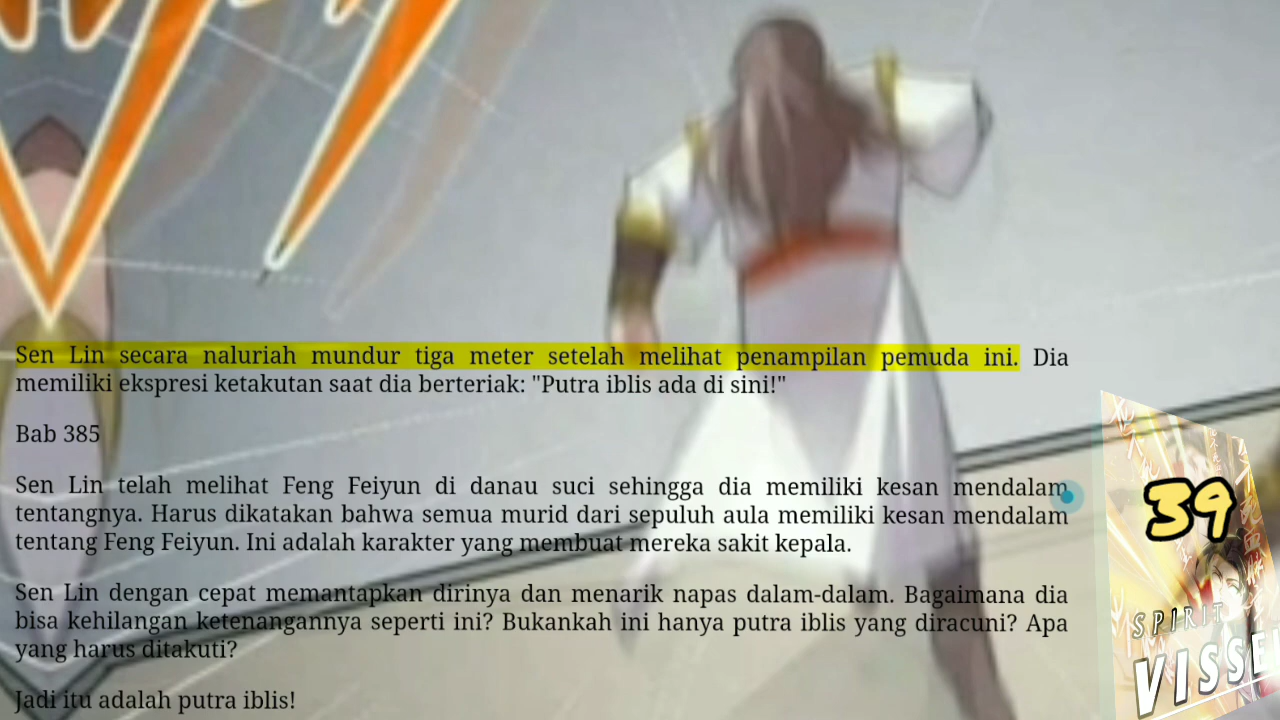 Sen Lin secara naluriah mundur tiga meter setelah melihat penampilan pemuda ini. Dia
memiliki ekspresi ketakutan saat dia berteriak: "Putra iblis ada di sini!"
Bab 385
Sen Lin telah melihat Feng Feiyun di danau suci sehingga dia memiliki kesan mendalam
tentangnya. Harus dikatakan bahwa semua murid dari sepuluh aula memiliki kesan mendalam
tentang Feng Feiyun. Ini adalah karakter yang membuat mereka sakit kepala.
Sen Lin dengan cepat memantapkan dirinya dan menarik napas dalam-dalam. Bagaimana dia
bisa kehilangan ketenangannya seperti ini? Bukankah ini hanya putra iblis yang diracuni? Apa
yang harus ditakuti?
Jadi itu adalah putra iblis!
39
SPIRIT
VISSE